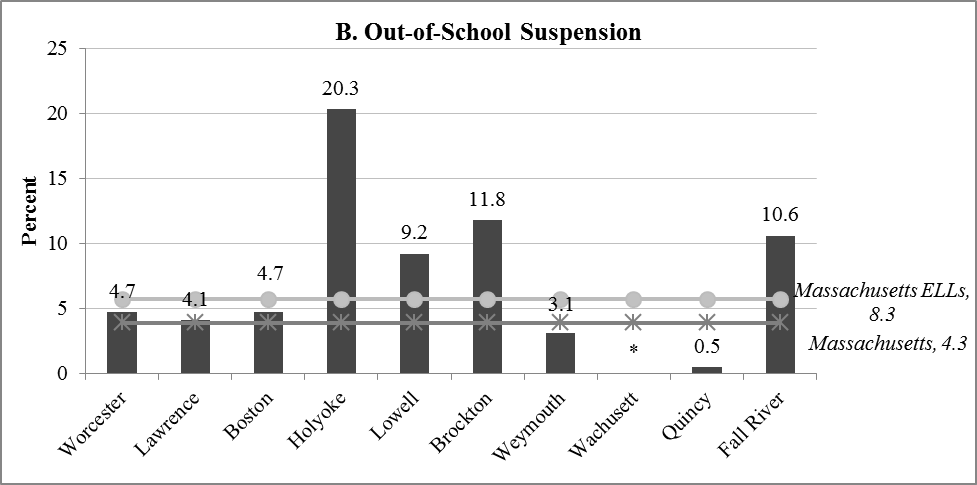 B. Out-of-School Suspension
25
20
15
10
5
0
Percent
4.7
4.1
4.7
20.3
9.2
11.8
3.1
*
0.5
10.6
Massachusetts ELLs,
8.3
Massachusetts, 4.3
Worcester
Lawrence
Boston
Holyoke
Lowell
Brockton
Weymouth
Wachusett
Quincy
Fall River